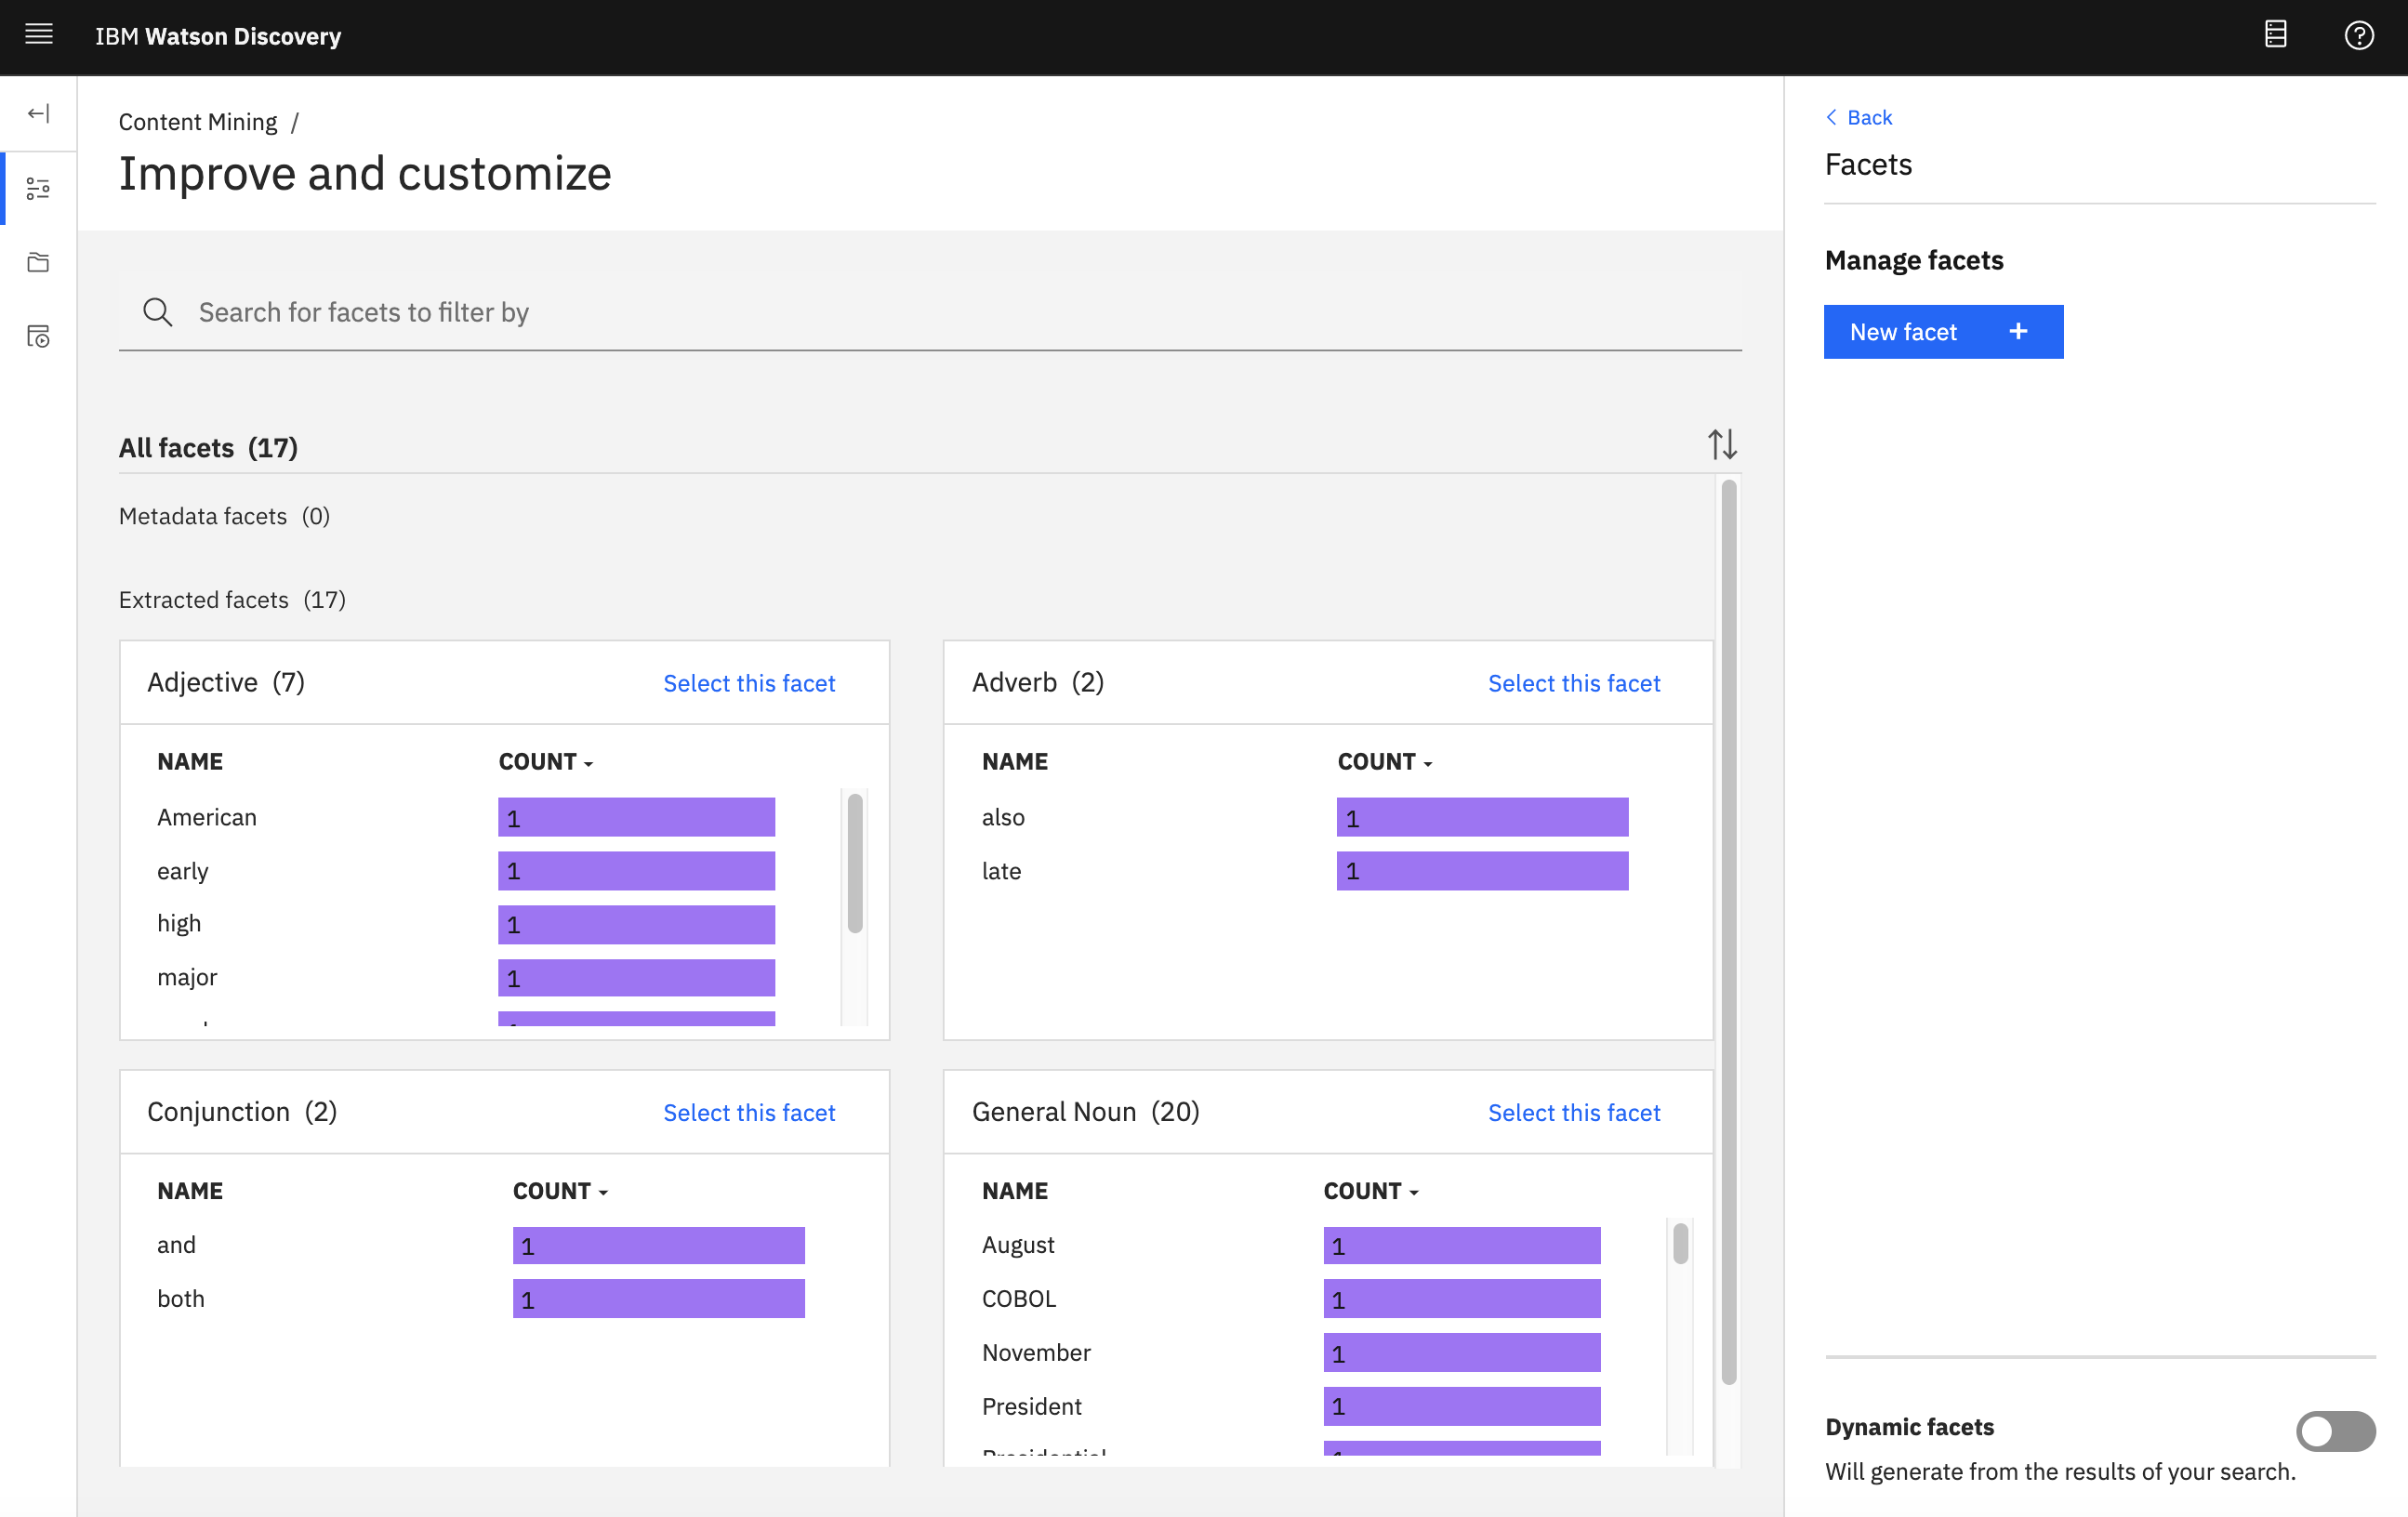 IBM Watson Discovery
Content Mining /
Improve and customize
Search for facets to filter by
All facets (17)
Metadata facets (0)
Extracted facets (17)
Adjective (7) Select this facet
NAME COUNT
American 1
early 1
high 1
major 1
Adverb (2) Select this facet
NAME COUNT
also 1
late 1
Conjunction (2) Select this facet
NAME COUNT
and 1
both 1
General Noun (20) Select this facet
NAME COUNT
August 1
COBOL 1
November 1
President 1
Presidential
Back
Facets
Manage facets
New facet +
Dynamic facets
Will generate from the results of your search.